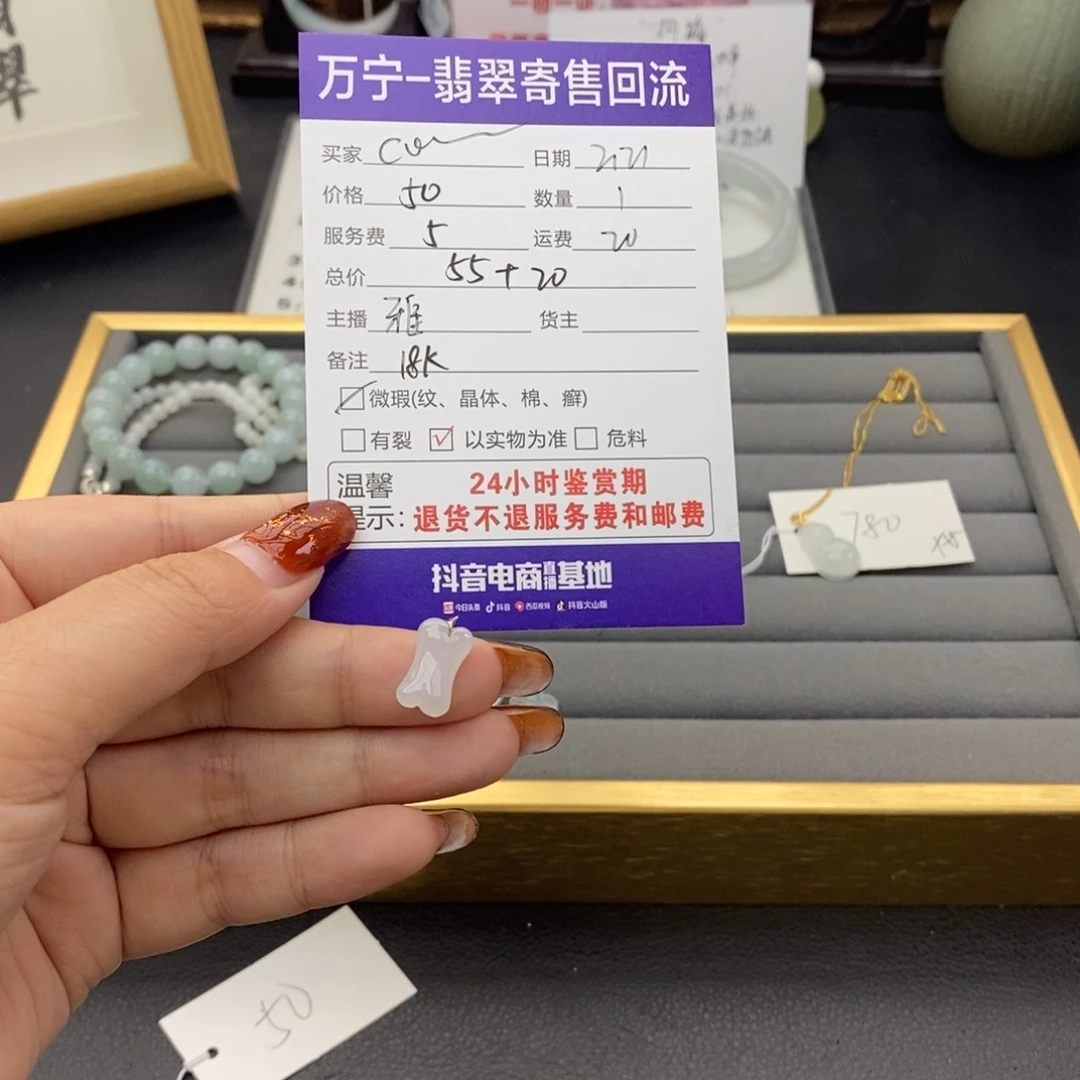 翠
万宁-翡翠寄售回流
买家 日期 2,21
价格 50 数量 1
服务费 5 运费 20
总价 55+20
主播 雅 货主
备注 18K
微瑕(纹、晶体、棉、癣)
有裂 以实物为准 危料
温馨 24小时鉴赏期
提示: 退货不退服务费和邮费
抖音电商直播基地
今日头条 抖音 西瓜视频 抖音火山版
780
50